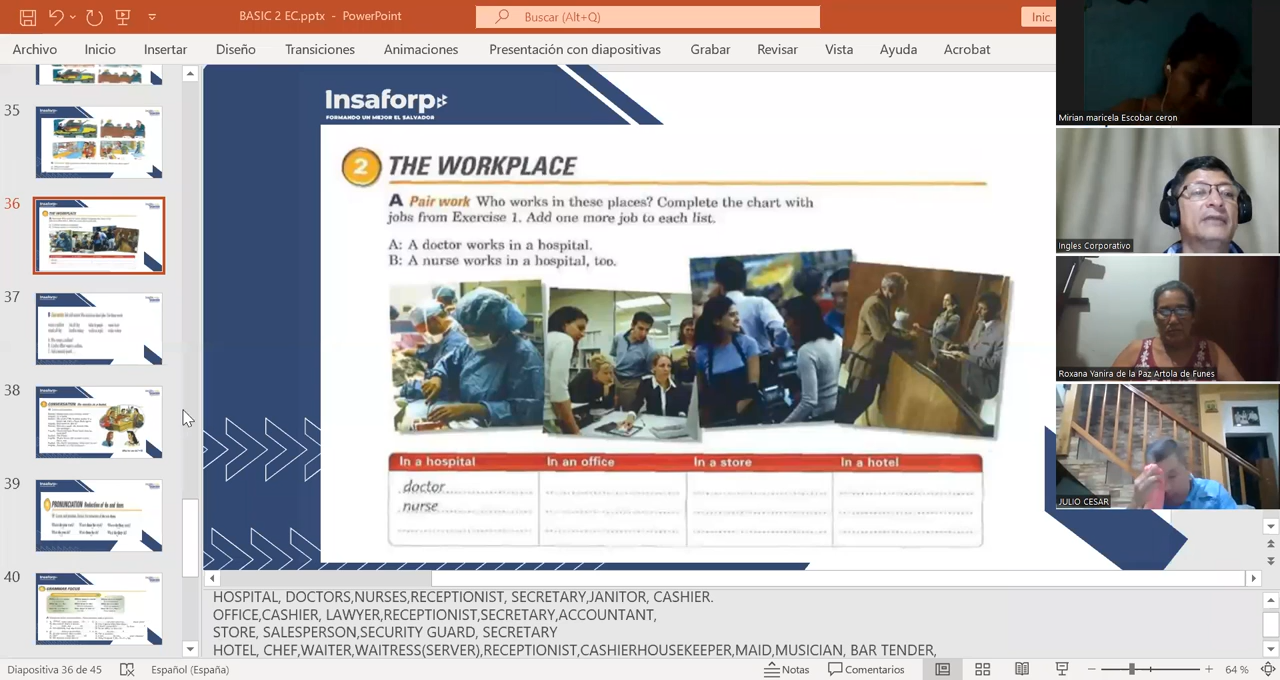 BASIC 2 EC.pptx - PowerPoint
Buscar (Alt+Q)
Inic.
Archivo Inicio Insertar Diseño Transiciones Animaciones Presentación con diapositivas Grabar Revisar Vista Ayuda Acrobat
35
36
37
38
39
40
Insaforp
FORMANDO UN MEJOR EL SALVADOR
2 THE WORKPLACE
A Pair work Who works in these places? Complete the chart with
jobs from Exercise 1. Add one more job to each list.
A: A doctor works in a hospital.
B: A nurse works in a hospital, too.
In a hospital In an office In a store In a hotel
doctor
nurse
HOSPITAL, DOCTORS,NURSES,RECEPTIONIST, SECRETARY,JANITOR, CASHIER.
OFFICE,CASHIER, LAWYER,RECEPTIONIST,SECRETARY,ACCOUNTANT,
STORE, SALESPERSON,SECURITY GUARD, SECRETARY
HOTEL, CHEF,WAITER,WAITRESS(SERVER),RECEPTIONIST,CASHIERHOUSEKEEPER,MAID,MUSICIAN, BAR TENDER,
Mirian maricela Escobar ceron
Ingles Corporativo
Roxana Yanira de la Paz Artola de Funes
JULIO CESAR
Diapositiva 36 de 45
Español (España)
Notas
Comentarios
64 %